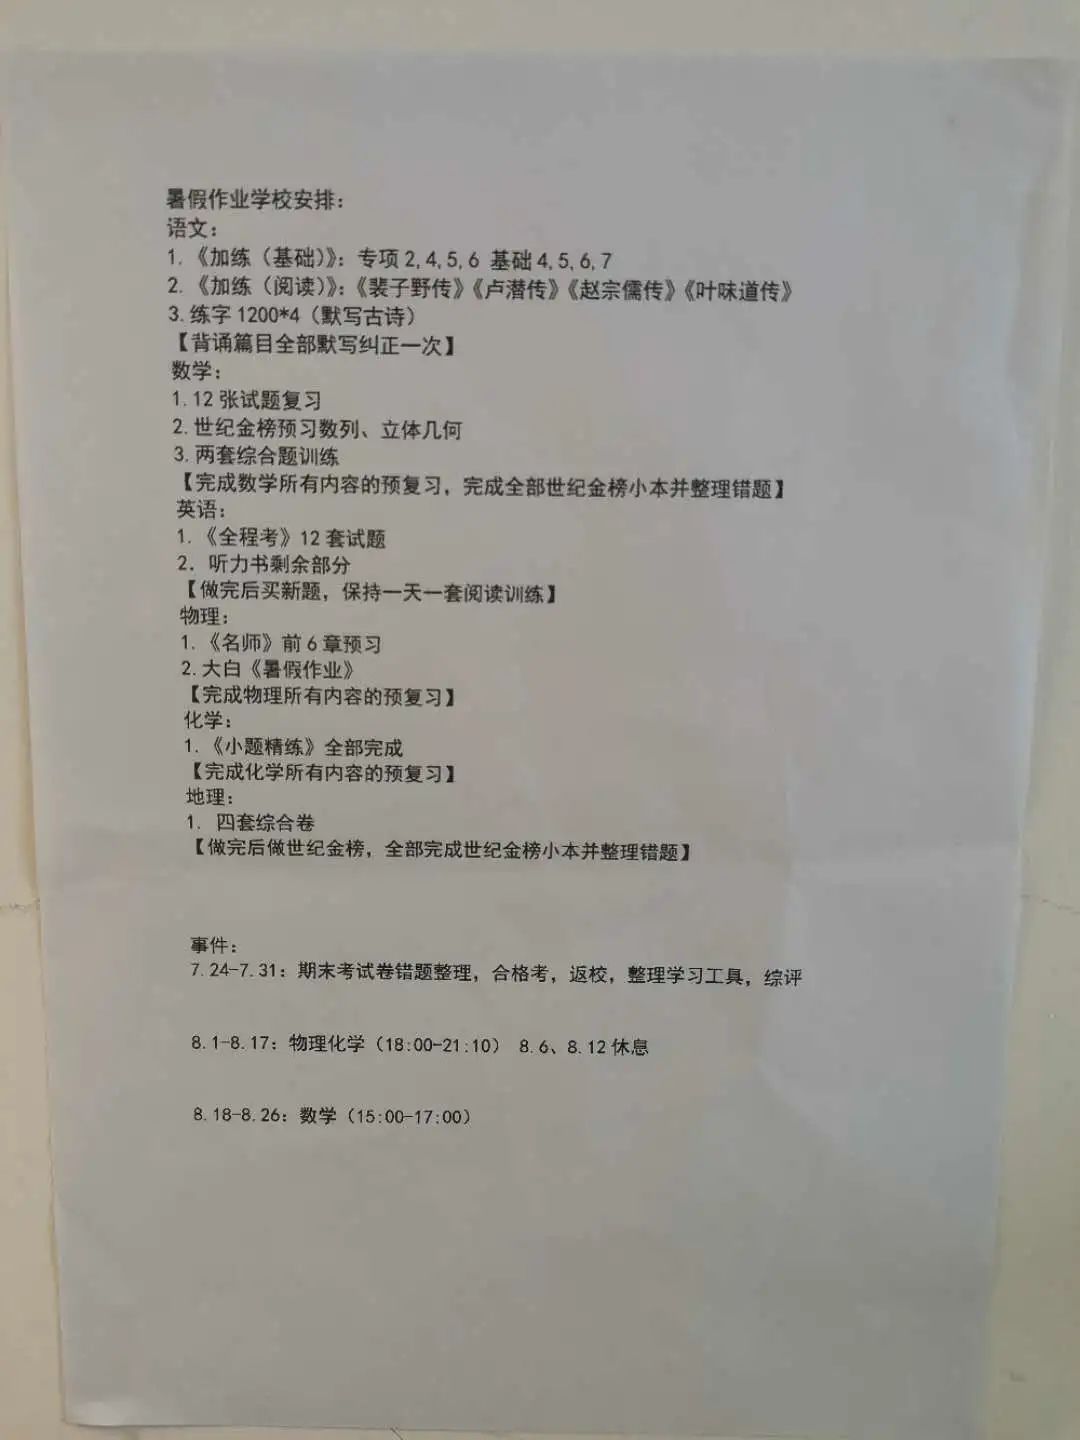 暑假作业学校安排：
语文：
1.《加练（基础）》：专项 2,4,5,6 基础 4,5,6,7
2.《加练（阅读）》：《裴子野传》《卢潜传》《赵宗儒传》《叶味道传》
3.练字 1200*4（默写古诗）
【背诵篇目全部默写纠正一次】
数学：
1.12 张试题复习
2.世纪金榜预习数列、立体几何
3.两套综合题训练
【完成数学所有内容的预复习，完成全部世纪金榜小本并整理错题】
英语：
1.《全程考》12 套试题
2. 听力书剩余部分
【做完后买新题，保持一天一套阅读训练】
物理：
1.《名师》前 6 章预习
2.大白《暑假作业》
【完成物理所有内容的预复习】
化学：
1.《小题精练》全部完成
【完成化学所有内容的预复习】
地理：
1. 四套综合卷
【做完后做世纪金榜，全部完成世纪金榜小本并整理错题】
事件：
7.24-7.31：期末考试卷错题整理，合格考，返校，整理学习工具，综评
8.1-8.17：物理化学（18:00-21:10） 8.6、8.12 休息
8.18-8.26：数学（15:00-17:00）